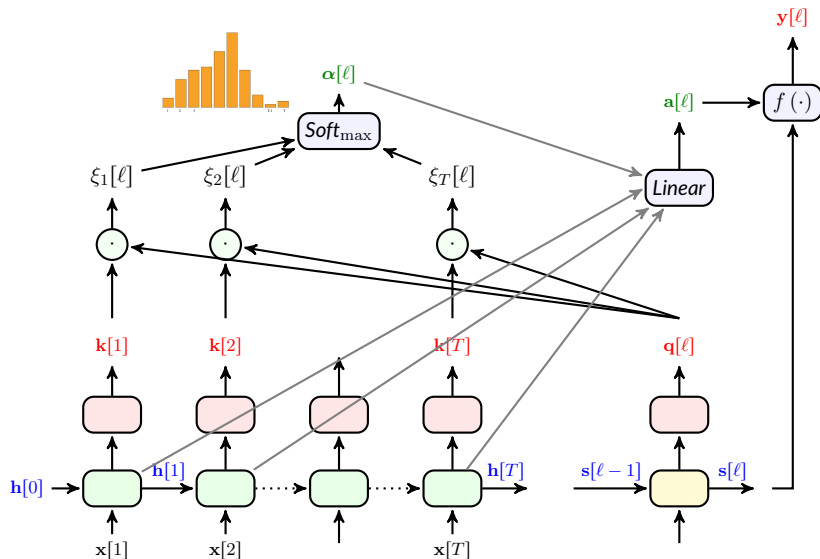 y[ℓ]
α[ℓ]
a[ℓ]
f (·)
Softmax
ξ1[ℓ] ξ2[ℓ] ξT[ℓ]
Linear
· · ·
k[1] k[2] k[T] q[ℓ]
h[0] h[1] h[T] s[ℓ − 1] s[ℓ]
x[1] x[2] x[T]